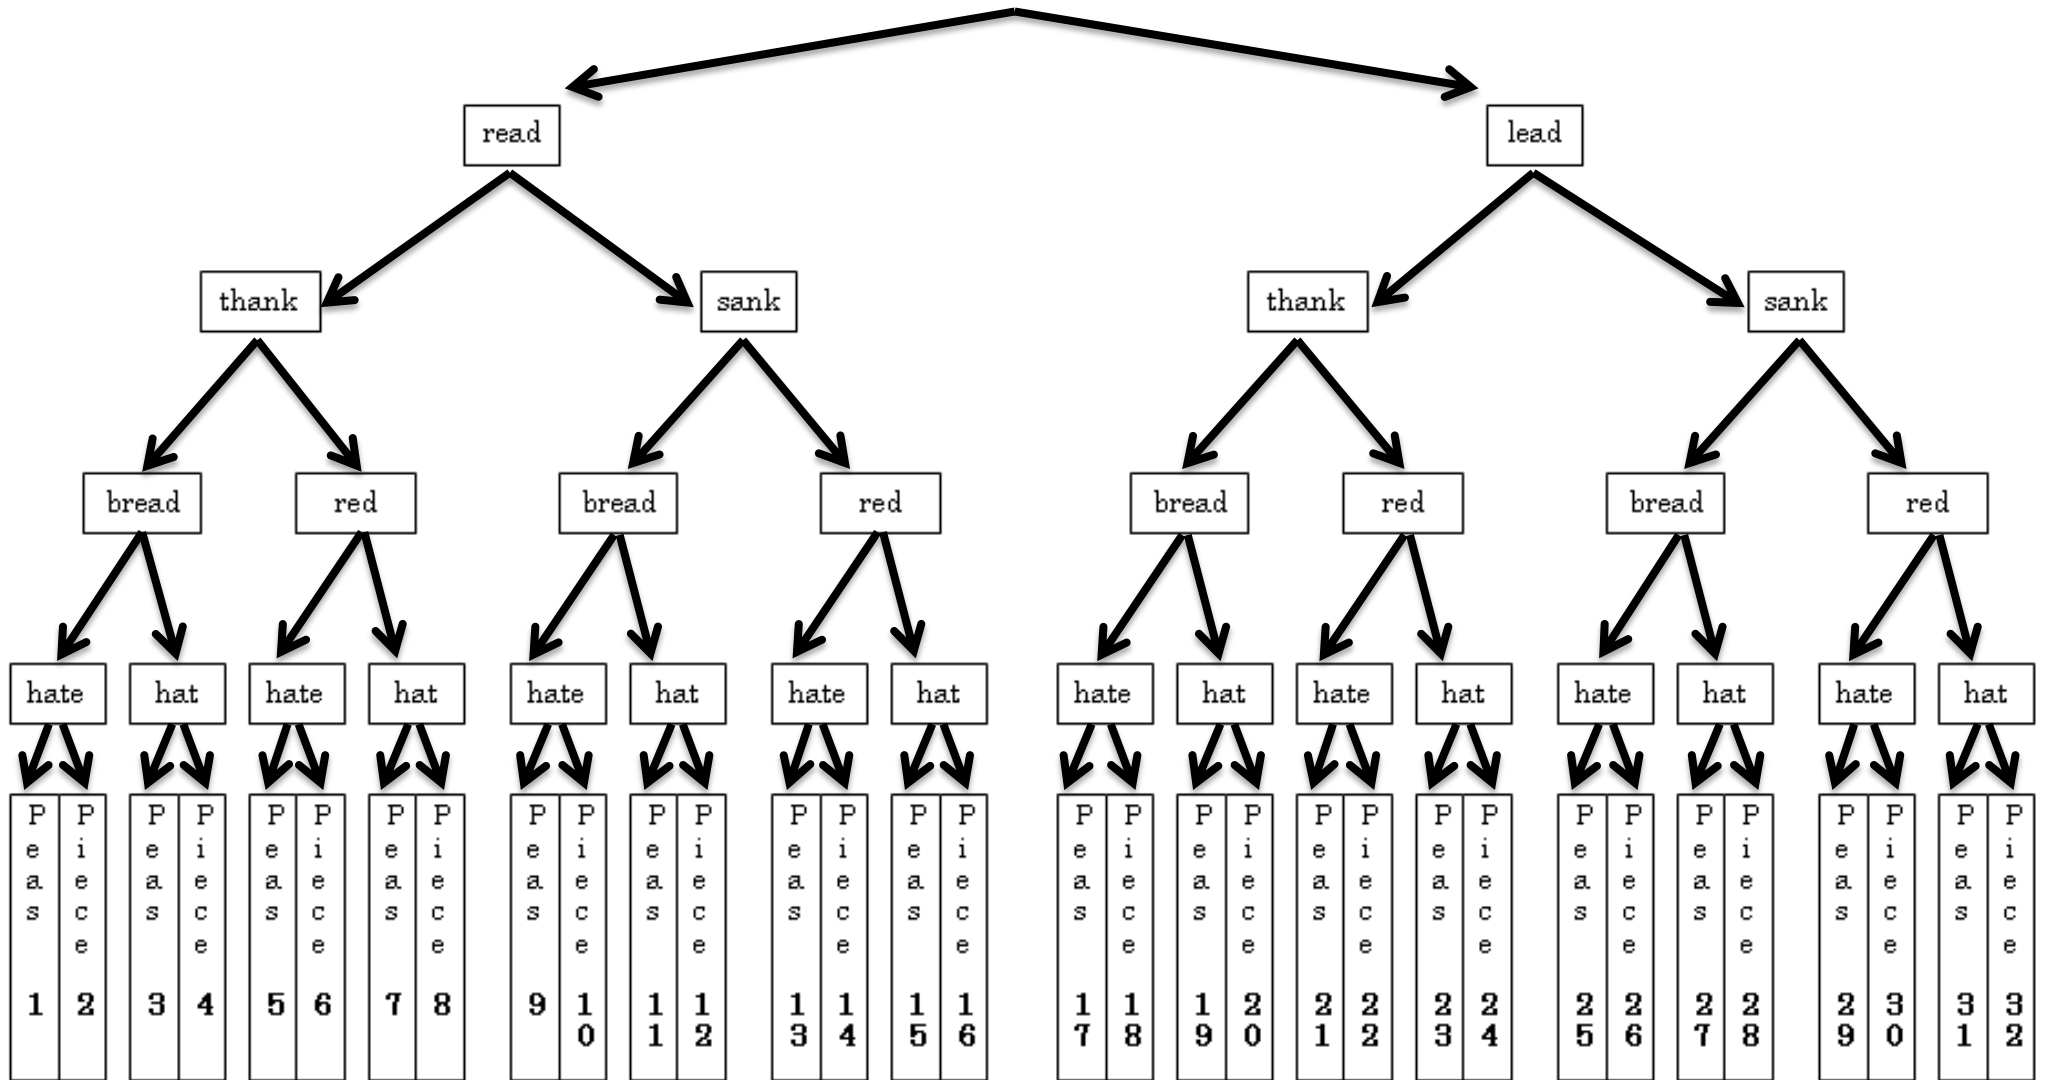 read lead
thank sank thank sank
bread red bread red bread red bread red
hate hat hate hat hate hat hate hat hate hat hate hat hate hat hate hat
Peas Piece Peas Piece Peas Piece Peas Piece Peas Piece Peas Piece Peas Piece Peas Piece Peas Piece Peas Piece Peas Piece Peas Piece Peas Piece Peas Piece Peas Piece Peas Piece
1 2 3 4 5 6 7 8 9 10 11 12 13 14 15 16 17 18 19 20 21 22 23 24 25 26 27 28 29 30 31 32